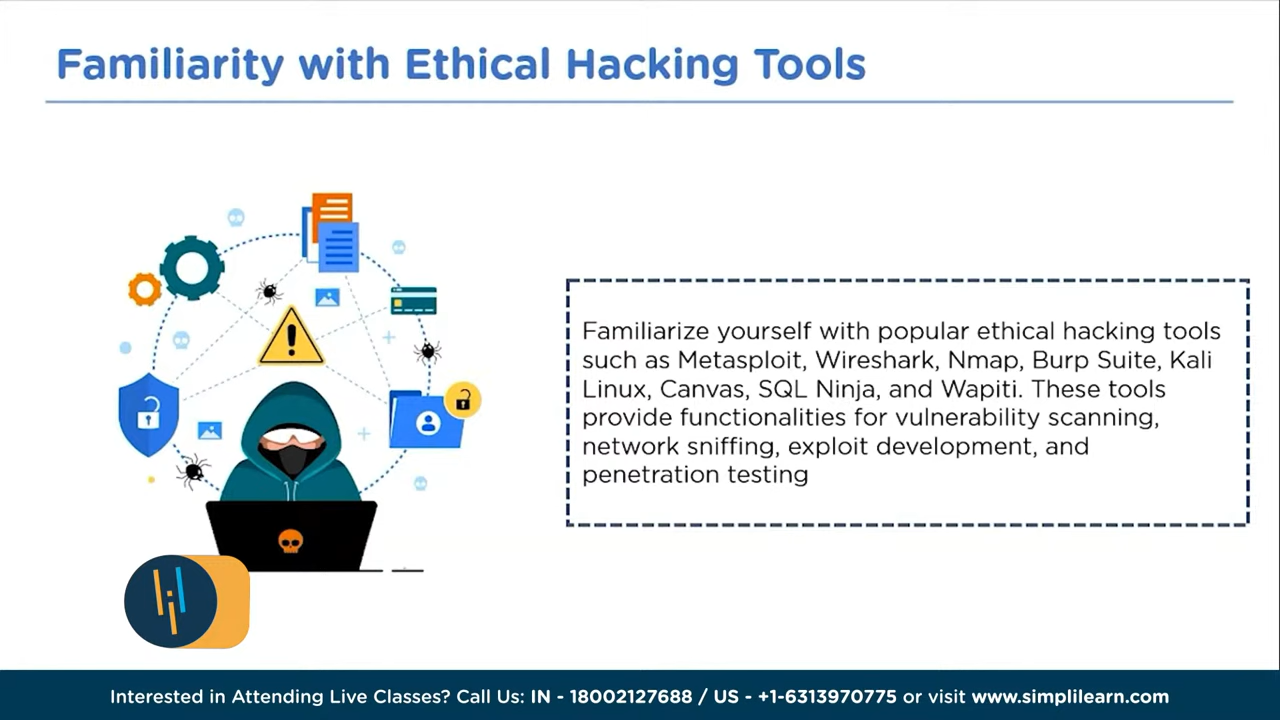 Familiarity with Ethical Hacking Tools
Familiarize yourself with popular ethical hacking tools
such as Metasploit, Wireshark, Nmap, Burp Suite, Kali
Linux, Canvas, SQL Ninja, and Wapiti. These tools
provide functionalities for vulnerability scanning,
network sniffing, exploit development, and
penetration testing
Interested in Attending Live Classes? Call Us: IN - 18002127688 / US - +1-6313970775 or visit www.simplilearn.com